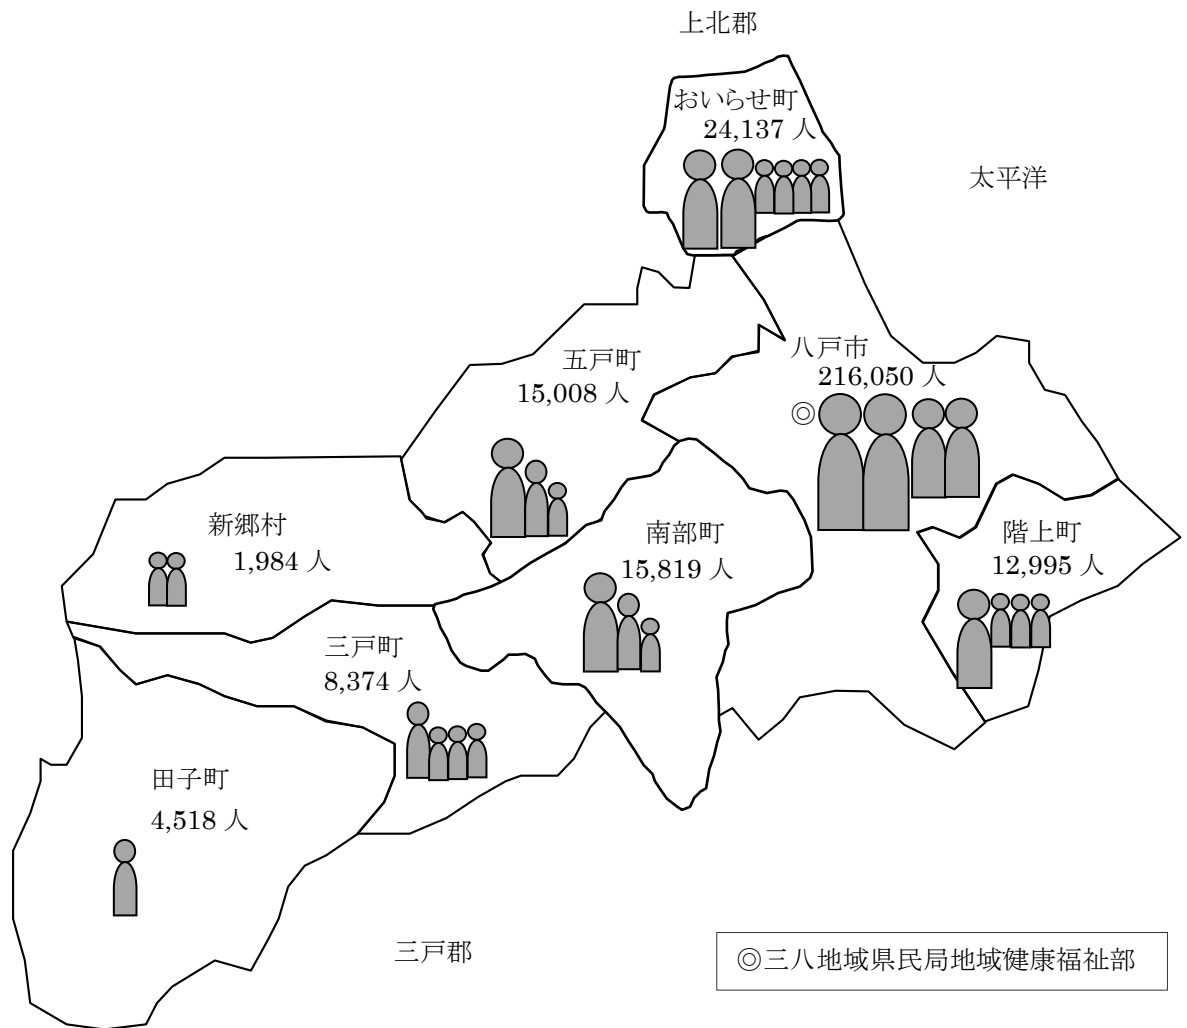 上北郡
おいらせ町
24,137 人
太平洋
八戸市
216,050 人
◎
五戸町
15,008 人
新郷村
1,984 人
南部町
15,819 人
階上町
12,995 人
三戸町
8,374 人
田子町
4,518 人
三戸郡
◎三八地域県民局地域健康福祉部